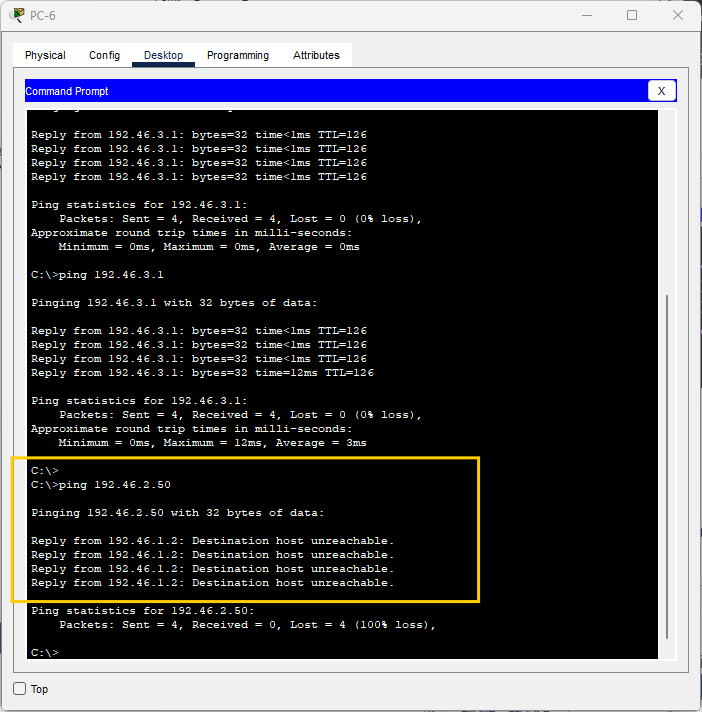 PC-6
Physical Config Desktop Programming Attributes
Command Prompt X
Reply from 192.46.3.1: bytes=32 time<1ms TTL=126
Reply from 192.46.3.1: bytes=32 time<1ms TTL=126
Reply from 192.46.3.1: bytes=32 time<1ms TTL=126
Reply from 192.46.3.1: bytes=32 time<1ms TTL=126
Ping statistics for 192.46.3.1:
Packets: Sent = 4, Received = 4, Lost = 0 (0% loss),
Approximate round trip times in milli-seconds:
Minimum = 0ms, Maximum = 0ms, Average = 0ms
C:\>ping 192.46.3.1
Pinging 192.46.3.1 with 32 bytes of data:
Reply from 192.46.3.1: bytes=32 time<1ms TTL=126
Reply from 192.46.3.1: bytes=32 time<1ms TTL=126
Reply from 192.46.3.1: bytes=32 time<1ms TTL=126
Reply from 192.46.3.1: bytes=32 time=12ms TTL=126
Ping statistics for 192.46.3.1:
Packets: Sent = 4, Received = 4, Lost = 0 (0% loss),
Approximate round trip times in milli-seconds:
Minimum = 0ms, Maximum = 12ms, Average = 3ms
C:\>
C:\>ping 192.46.2.50
Pinging 192.46.2.50 with 32 bytes of data:
Reply from 192.46.1.2: Destination host unreachable.
Reply from 192.46.1.2: Destination host unreachable.
Reply from 192.46.1.2: Destination host unreachable.
Reply from 192.46.1.2: Destination host unreachable.
Ping statistics for 192.46.2.50:
Packets: Sent = 4, Received = 0, Lost = 4 (100% loss),
C:\>
Top